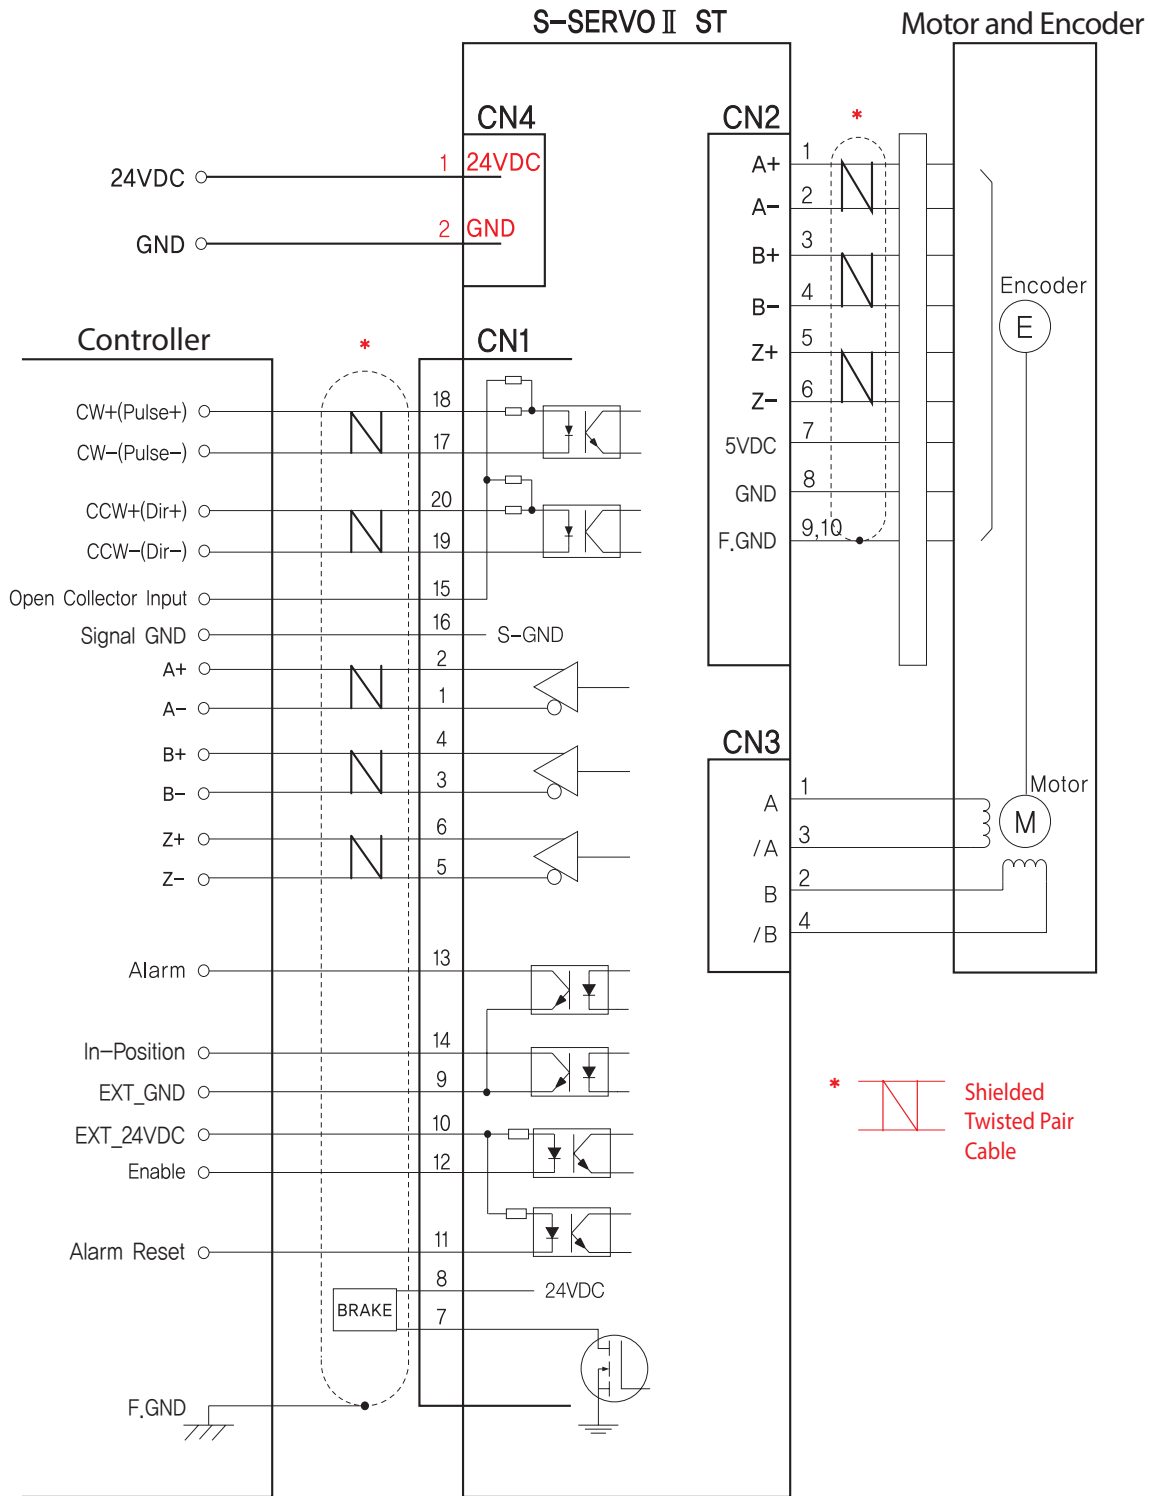 S-SERVO Ⅱ ST
Motor and Encoder
CN4
1 24VDC
24VDC
2 GND
GND
CN2
*
A+ 1
A- 2
B+ 3
B- 4
Z+ 5
Z- 6
5VDC 7
GND 8
F.GND 9,10
Encoder
E
Controller
*
CN1
CW+(Pulse+) 18
CW-(Pulse-) 17
CCW+(Dir+) 20
CCW-(Dir-) 19
Open Collector Input 15
Signal GND 16 S-GND
A+ 2
A- 1
B+ 4
B- 3
Z+ 6
Z- 5
CN3
A 1
/A 3
B 2
/B 4
Motor
M
Alarm 13
In-Position 14
EXT_GND 9
EXT_24VDC 10
Enable 12
Alarm Reset 11
BRAKE
8 24VDC
7
F.GND
* Shielded
Twisted Pair
Cable